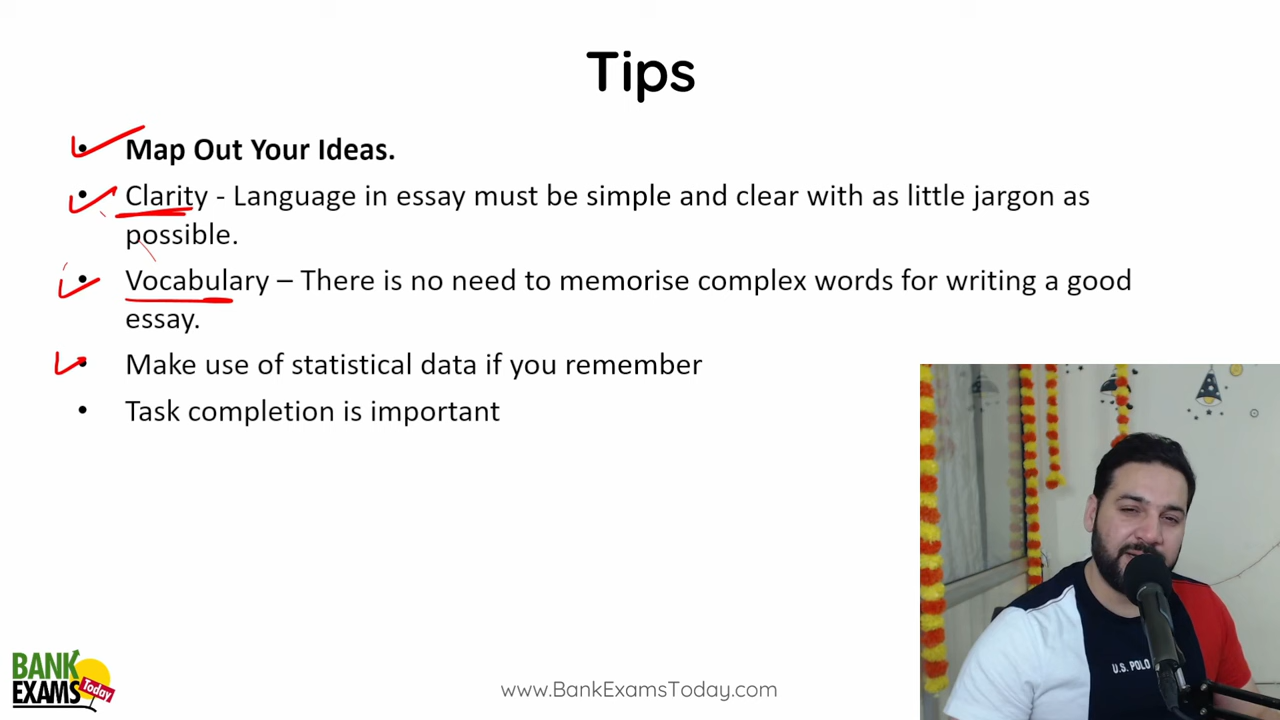 Tips
• Map Out Your Ideas.
• Clarity - Language in essay must be simple and clear with as little jargon as
possible.
• Vocabulary – There is no need to memorise complex words for writing a good
essay.
• Make use of statistical data if you remember
• Task completion is important
U.S. POLO
BANK
EXAMS Today
www.BankExamsToday.com